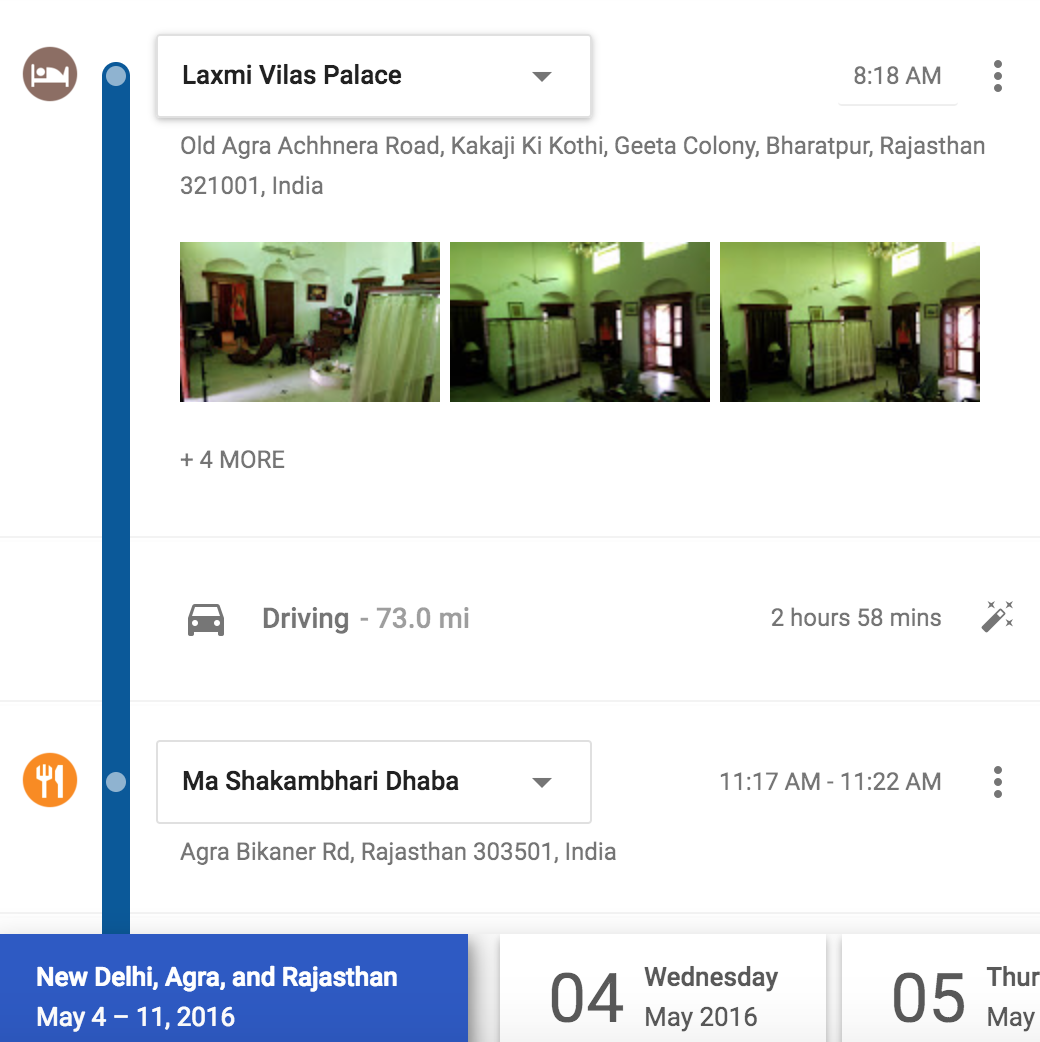 Laxmi Vilas Palace
8:18 AM
Old Agra Achhnera Road, Kakaji Ki Kothi, Geeta Colony, Bharatpur, Rajasthan
321001, India
+ 4 MORE
Driving - 73.0 mi
2 hours 58 mins
Ma Shakambhari Dhaba
11:17 AM - 11:22 AM
Agra Bikaner Rd, Rajasthan 303501, India
New Delhi, Agra, and Rajasthan
May 4 – 11, 2016
04
Wednesday
May 2016
05
Thur
May